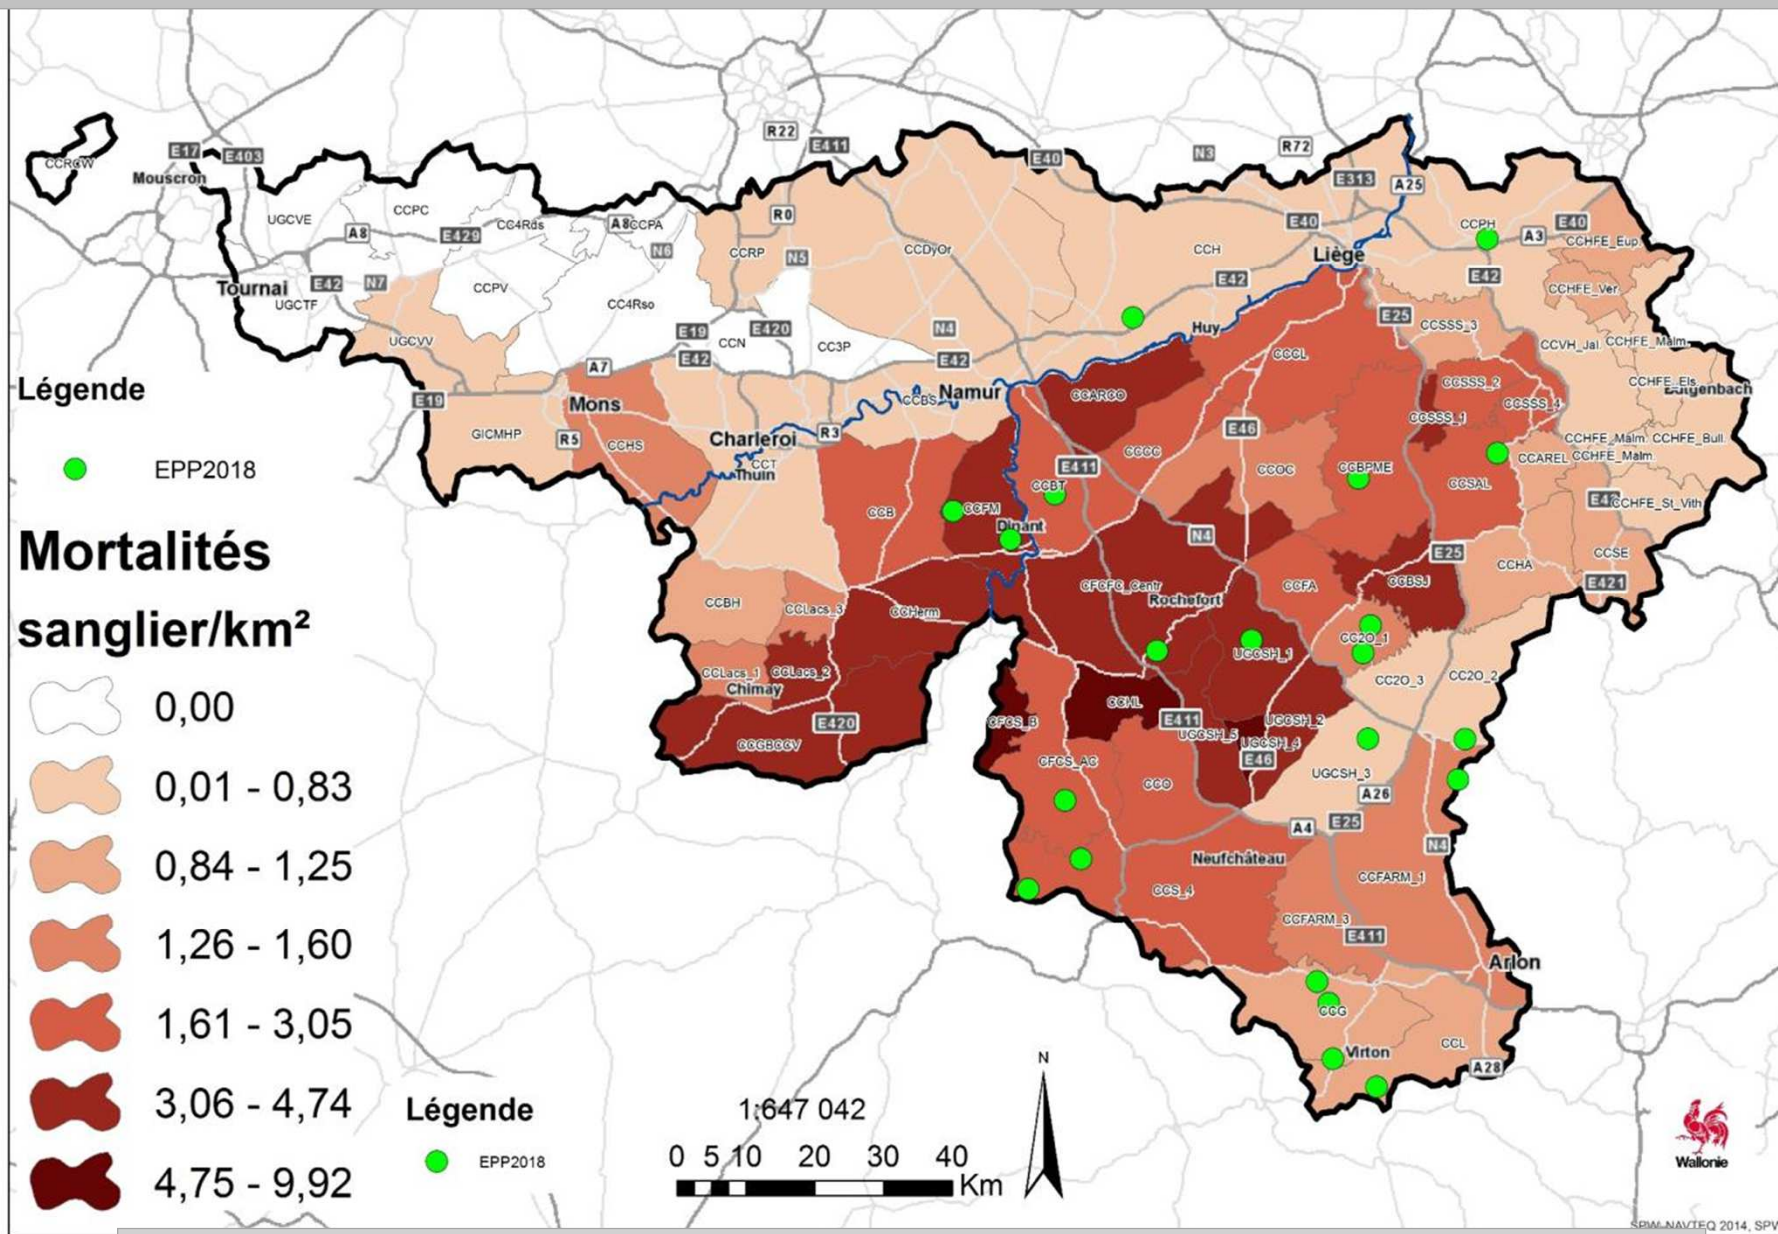 CCRCW
E17
E403
Mouscron
UGCVE
CCPC
A8
E429
CC4Rds
A8
CCPA
N6
R22
E411
R0
N5
CCRP
CCDyOr
E40
N3
R72
E313
A25
E40
CCH
Liège
E42
CCPH
A3
E40
CCHFE_Eup.
E42
CCHFE_Ver.
Tournai
E42
N7
UGCTF
CCPV
CC4Rso
UGCVV
E19
E42
E420
CCN
CC3P
N4
E42
Huy
E25
CCSSS_3
CCVH_Jal.
CCHFE_Malm.
CCCL
A7
E19
Mons
GICMHP
R5
CCHS
Charleroi
R3
CCT
Thuin
CCBS
Namur
CCARCO
E46
CCSSS_2
CCSSS_1
CCSSS_4
CCHFE_Els.
CCHFE_Malm.
CCHFE_Bull.
CCAREL
CCHFE_Malm.
CCCC
E411
CCBT
CCOC
CCBPME
CCSAL
CCHFE_St_Vith
CCB
CCFM
Dinant
N4
E25
CCHA
CCSE
E421
CCBH
CCLacs_3
CCHerm
CFCFC_Centr
Rochefort
CCFA
CCBSJ
CC2O_1
UGCSH_1
CCLacs_1
CCLacs_2
Chimay
E420
CCGBCCV
CC2O_3
CC2O_2
CCHL
CFCS_B
E411
UGCSH_5
UGCSH_2
UGCSH_4
E46
CFCS_AC
CCO
UGCSH_3
A26
E25
A4
N4
Neufchâteau
CCS_4
CCFARM_1
CCFARM_3
E411
Arlon
CCG
Virton
CCL
A28
Légende
EPP2018
Mortalités
sanglier/km²
0,00
0,01 - 0,83
0,84 - 1,25
1,26 - 1,60
1,61 - 3,05
3,06 - 4,74
4,75 - 9,92
Légende
EPP2018
1:647 042
0 5 10 20 30 40
Km
N
Wallonie
SPW-NAVTEQ 2014, SPW